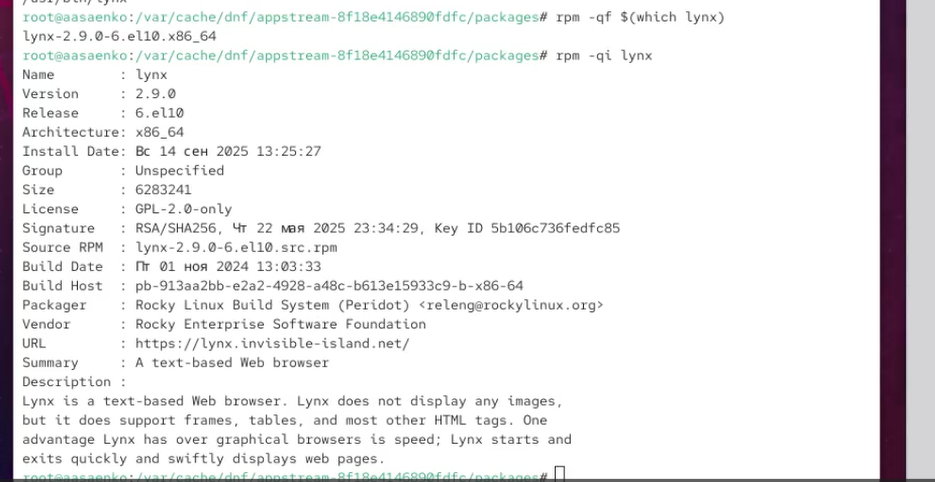 /usr/bin/lynx
root@aasaenko:/var/cache/dnf/appstream-8f18e4146890fdfc/packages# rpm -qf $(which lynx)
lynx-2.9.0-6.el10.x86_64
root@aasaenko:/var/cache/dnf/appstream-8f18e4146890fdfc/packages# rpm -qi lynx
Name        : lynx
Version     : 2.9.0
Release     : 6.el10
Architecture: x86_64
Install Date: Вс 14 сен 2025 13:25:27
Group       : Unspecified
Size        : 6283241
License     : GPL-2.0-only
Signature   : RSA/SHA256, Чт 22 мая 2025 23:34:29, Key ID 5b106c736fedfc85
Source RPM  : lynx-2.9.0-6.el10.src.rpm
Build Date  : Пт 01 ноя 2024 13:03:33
Build Host  : pb-913aa2bb-e2a2-4928-a48c-b613e15933c9-b-x86-64
Packager    : Rocky Linux Build System (Peridot) <releng@rockylinux.org>
Vendor      : Rocky Enterprise Software Foundation
URL         : https://lynx.invisible-island.net/
Summary     : A text-based Web browser
Description :
Lynx is a text-based Web browser. Lynx does not display any images,
but it does support frames, tables, and most other HTML tags. One
advantage Lynx has over graphical browsers is speed; Lynx starts and
exits quickly and swiftly displays web pages.
root@aasaenko:/var/cache/dnf/appstream-8f18e4146890fdfc/packages#